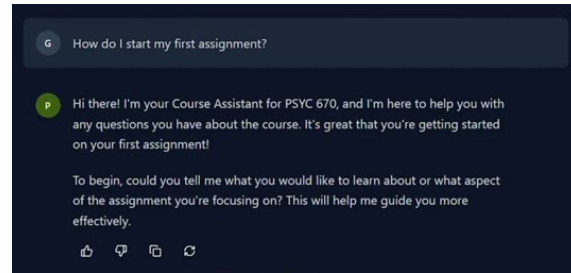 G
How do I start my first assignment?
P
Hi there! I'm your Course Assistant for PSYC 670, and I'm here to help you with
any questions you have about the course. It's great that you're getting started
on your first assignment!
To begin, could you tell me what you would like to learn about or what aspect
of the assignment you're focusing on? This will help me guide you more
effectively.